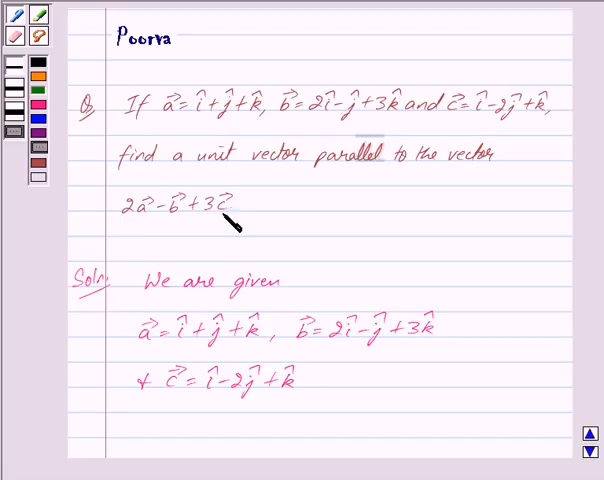 Poorva
Q. If a⃗ = î + ĵ + k̂, b⃗ = 2î - ĵ + 3k̂ and c⃗ = î - 2ĵ + k̂,
find a unit vector parallel to the vector
2a⃗ - b⃗ + 3c⃗
Soln: We are given
a⃗ = î + ĵ + k̂, b⃗ = 2î - ĵ + 3k̂
& c⃗ = î - 2ĵ + k̂